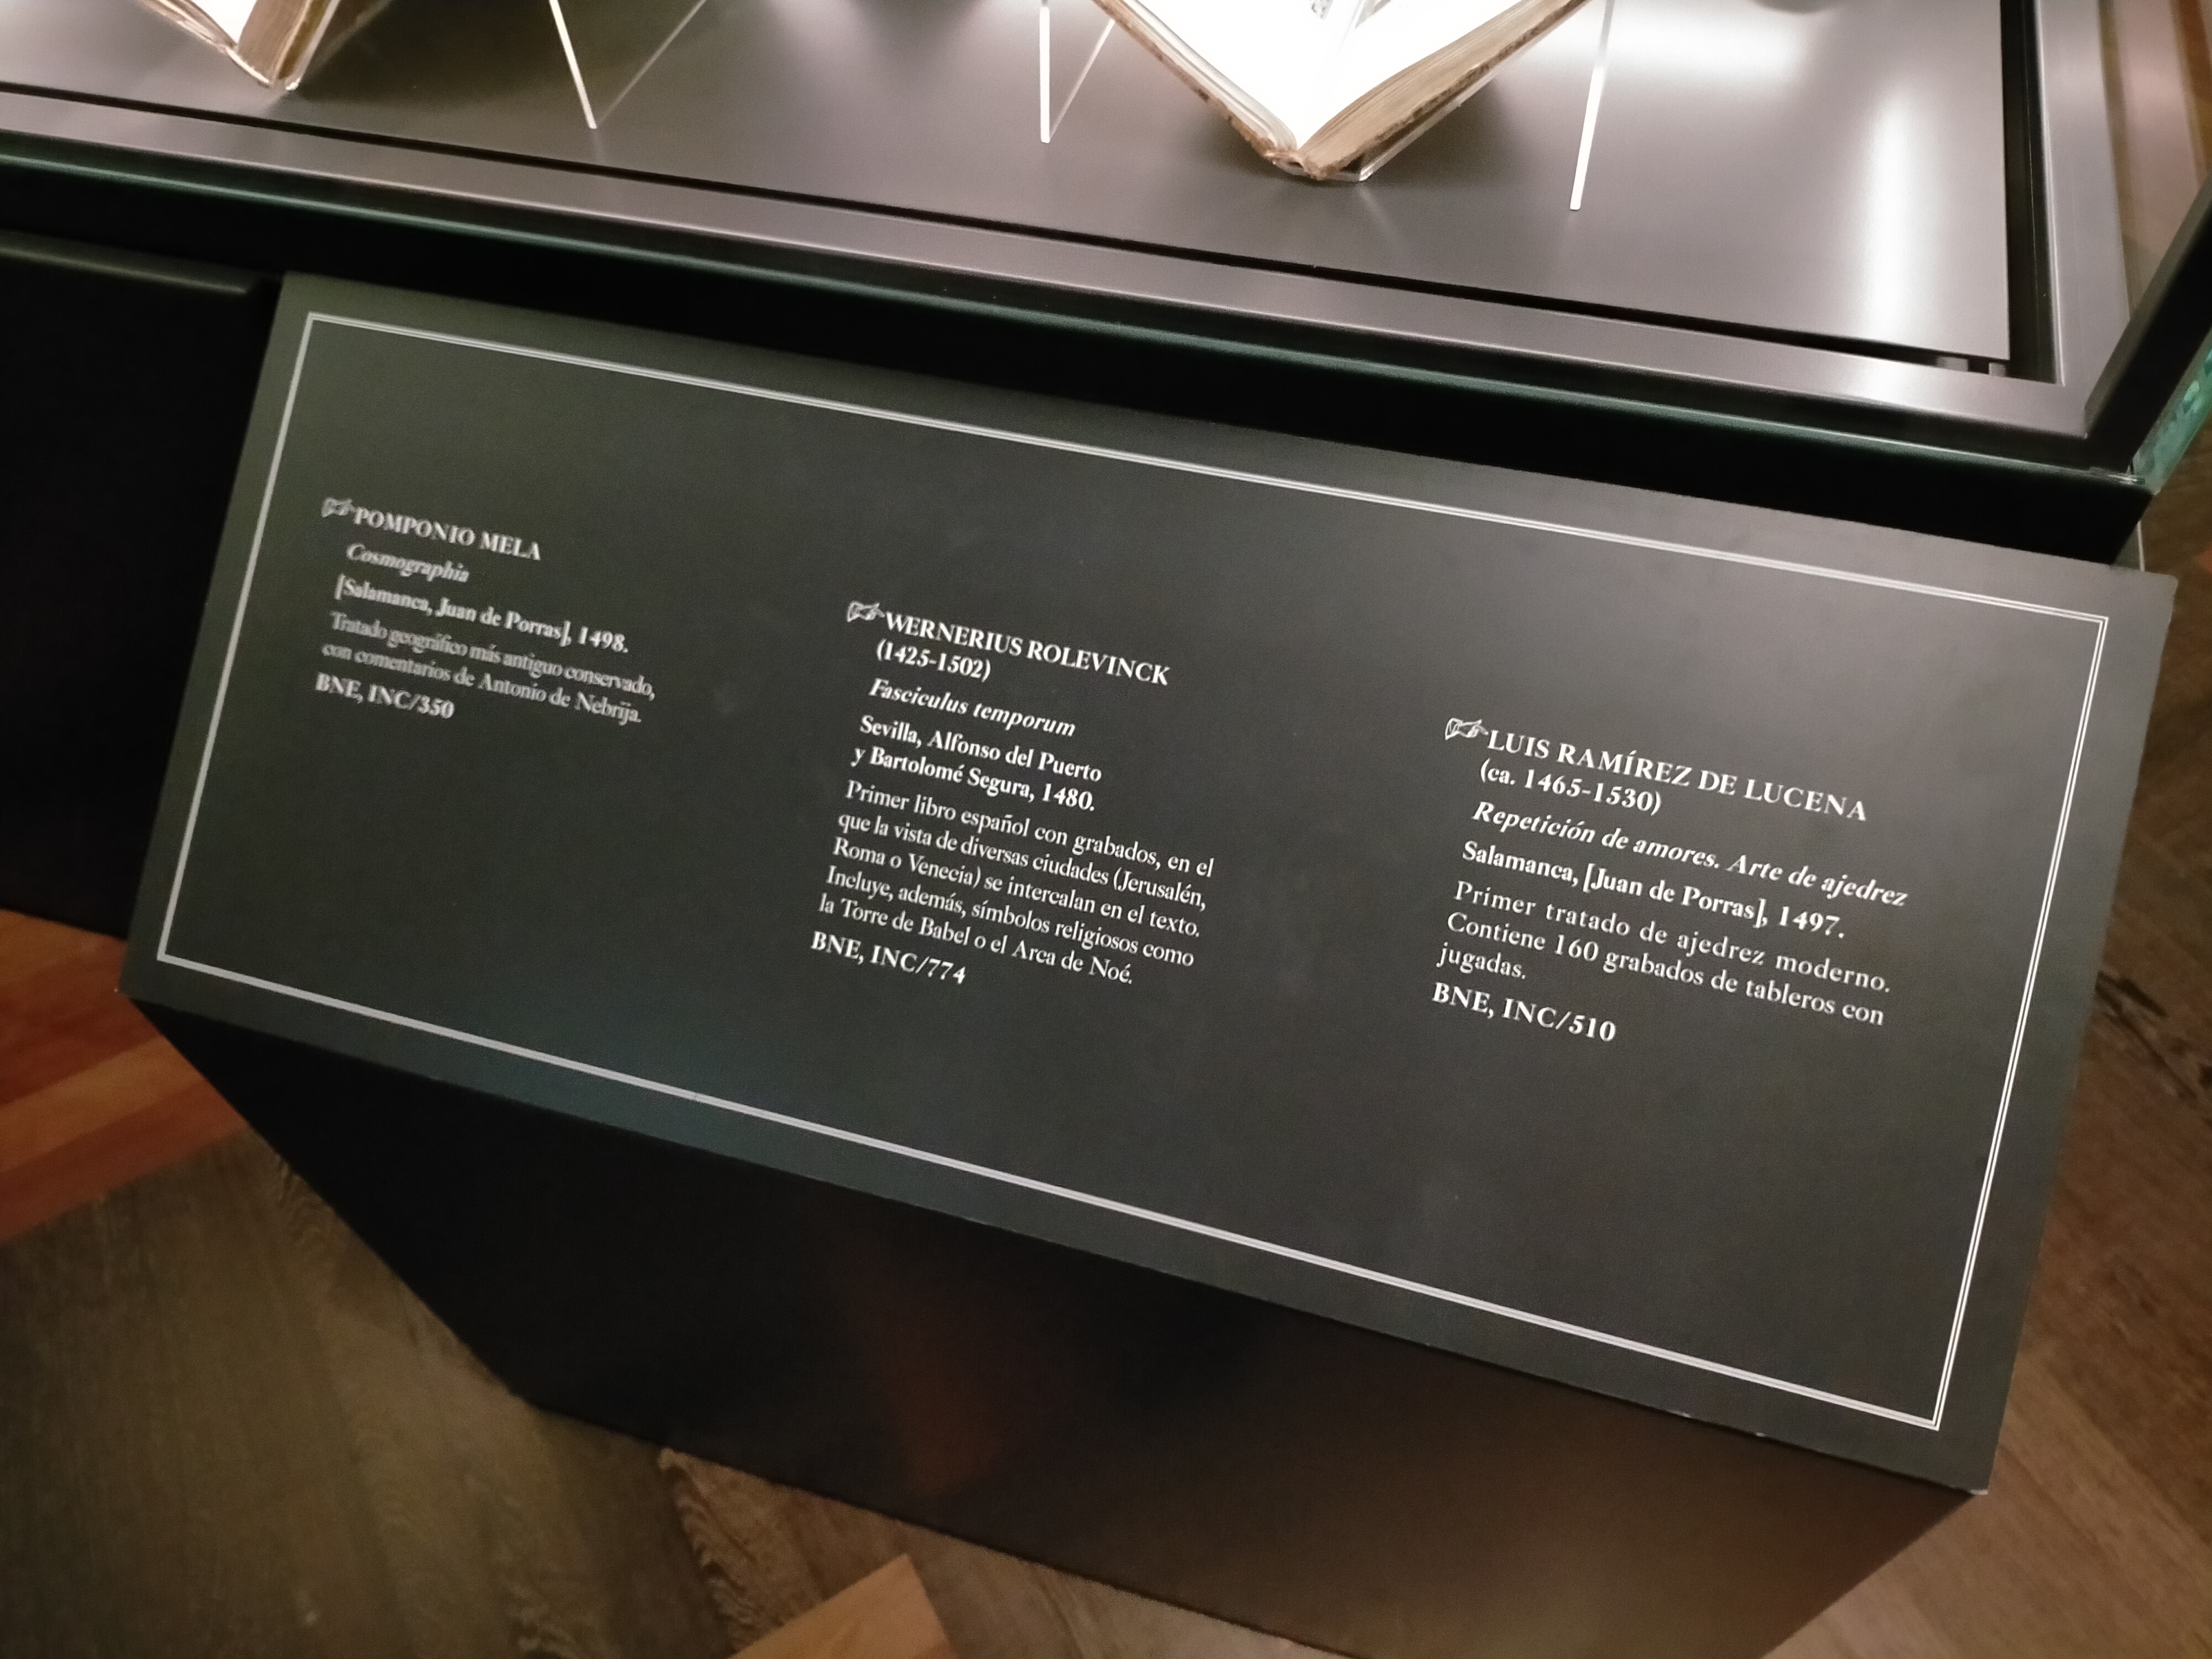 POMPONIO MELA
Cosmographia
[Salamanca, Juan de Porras], 1498.
Tratado geográfico más antiguo conservado,
con comentarios de Antonio de Nebrija.
BNE, INC/350
WERNERIUS ROLEVINCK
(1425-1502)
Fasciculus temporum
Sevilla, Alfonso del Puerto
y Bartolomé Segura, 1480.
Primer libro español con grabados, en el
que la vista de diversas ciudades (Jerusalén,
Roma o Venecia) se intercalan en el texto.
Incluye, además, símbolos religiosos como
la Torre de Babel o el Arca de Noé.
BNE, INC/774
LUIS RAMÍREZ DE LUCENA
(ca. 1465-1530)
Repetición de amores. Arte de ajedrez
Salamanca, [Juan de Porras], 1497.
Primer tratado de ajedrez moderno.
Contiene 160 grabados de tableros con
jugadas.
BNE, INC/510